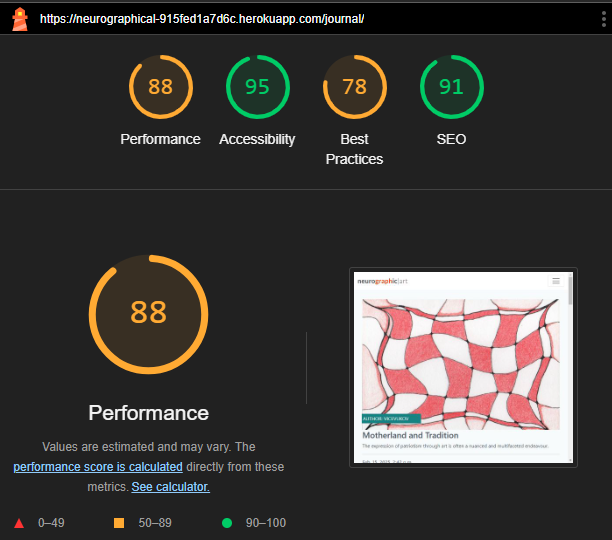 https://neurographical-915fed1a7d6c.herokuapp.com/journal/
88 95 78 91
Performance Accessibility Best Practices SEO
88
Performance
Values are estimated and may vary. The
performance score is calculated directly from these
metrics. See calculator.
0–49 50–89 90–100
neurographic|art
Motherland and Tradition
The expression of patriotism through art is often a nuanced and multifaceted endeavour.